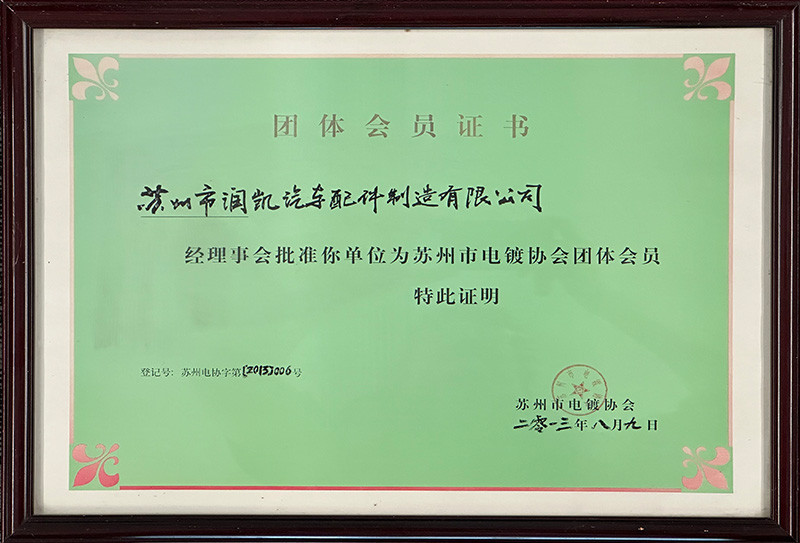 团体会员证书
苏州市润凯汽车配件制造有限公司
经理事会批准你单位为苏州市电镀协会团体会员
特此证明
登记号：苏州电协字第[2013]006号
苏州市电镀协会
二零一三年八月九日